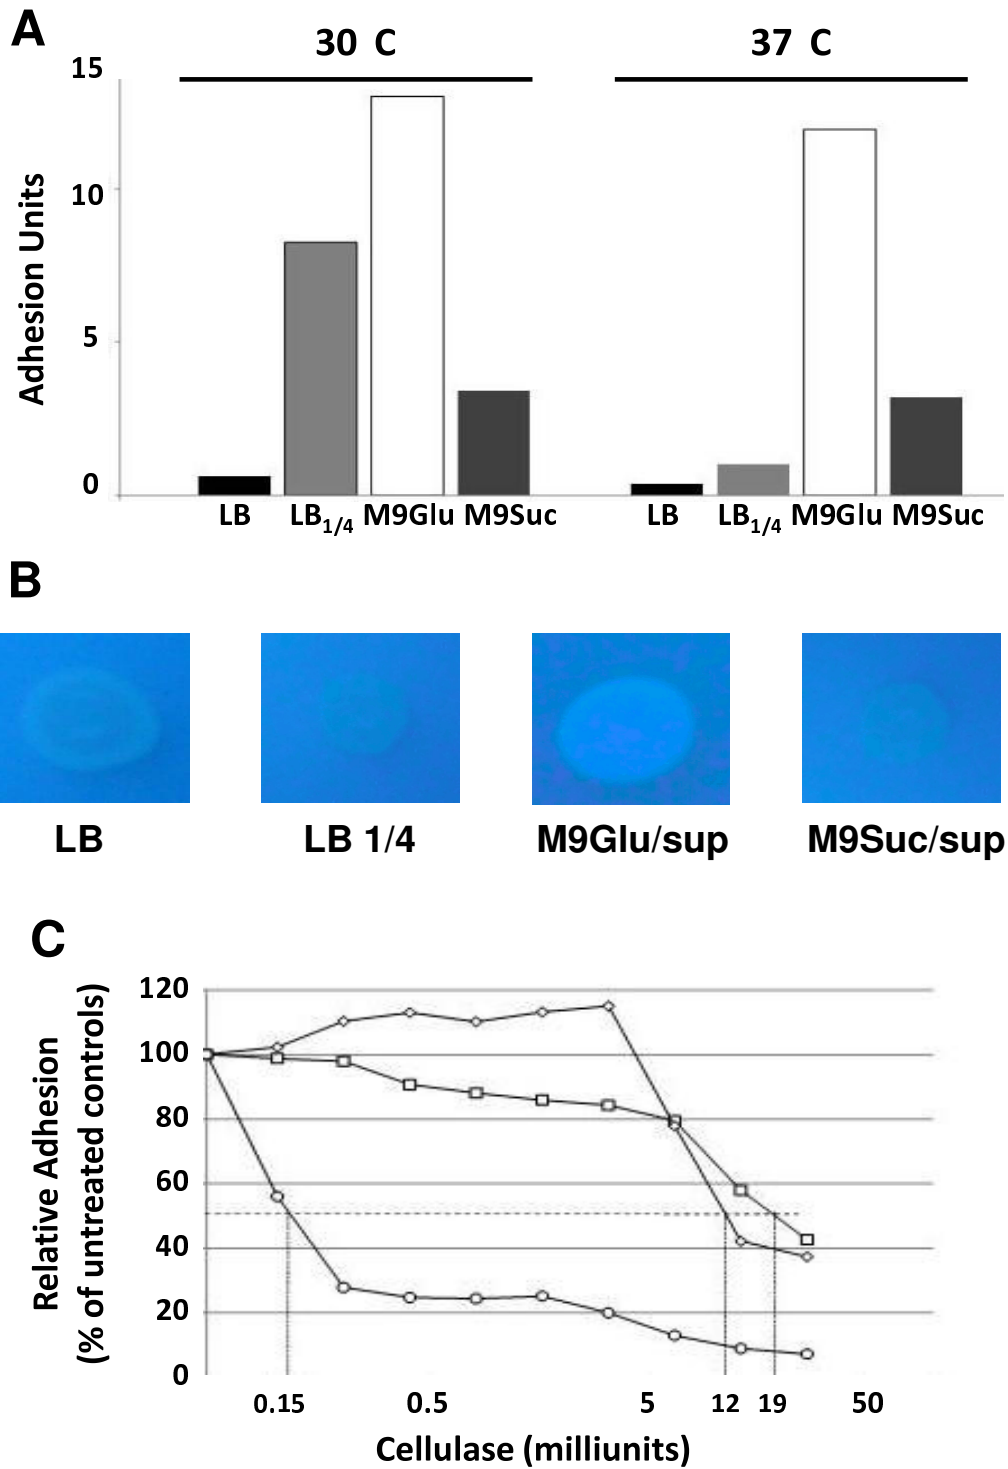 A
30 C
37 C
15
10
5
0
Adhesion Units
LB LB1/4 M9Glu M9Suc
LB LB1/4 M9Glu M9Suc
B
LB
LB 1/4
M9Glu/sup
M9Suc/sup
C
120
100
80
60
40
20
0
Relative Adhesion
(% of untreated controls)
0.15 0.5 5 12 19 50
Cellulase (milliunits)